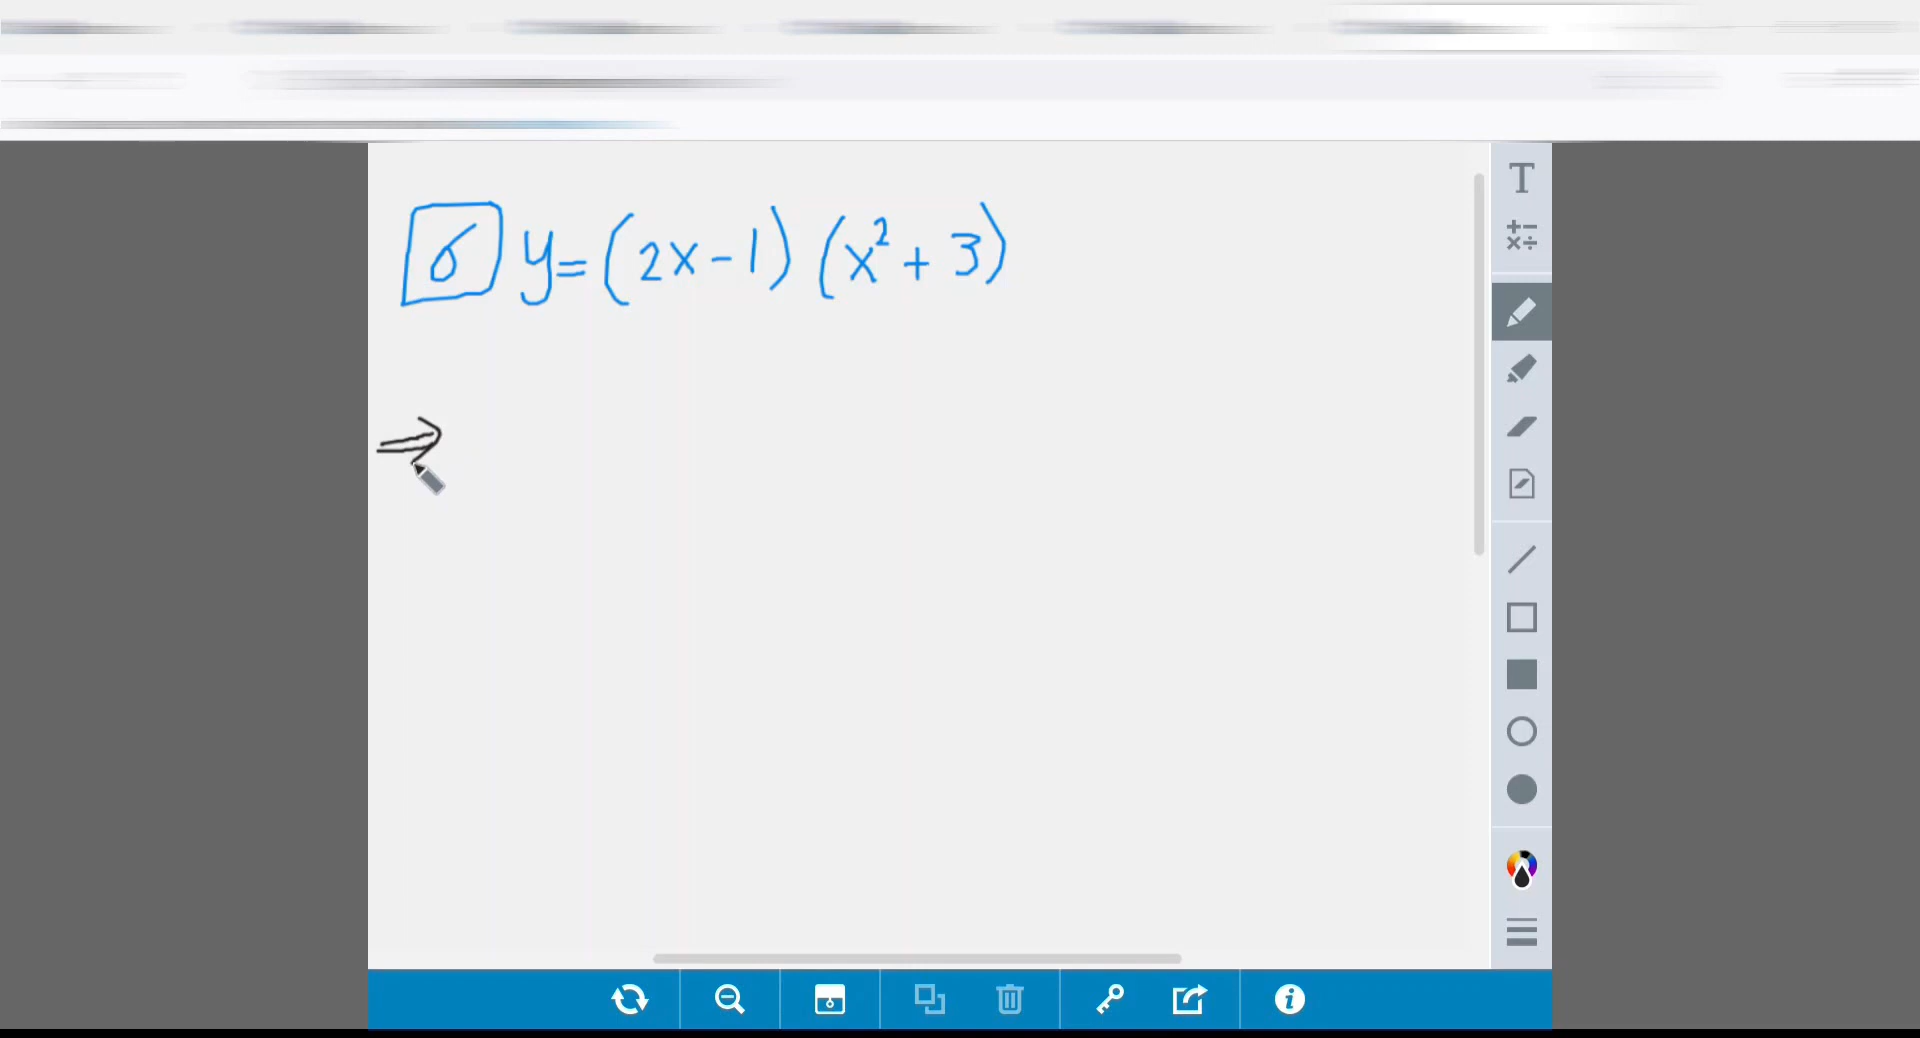 6 y=(2x-1)(x²+3)
⇒